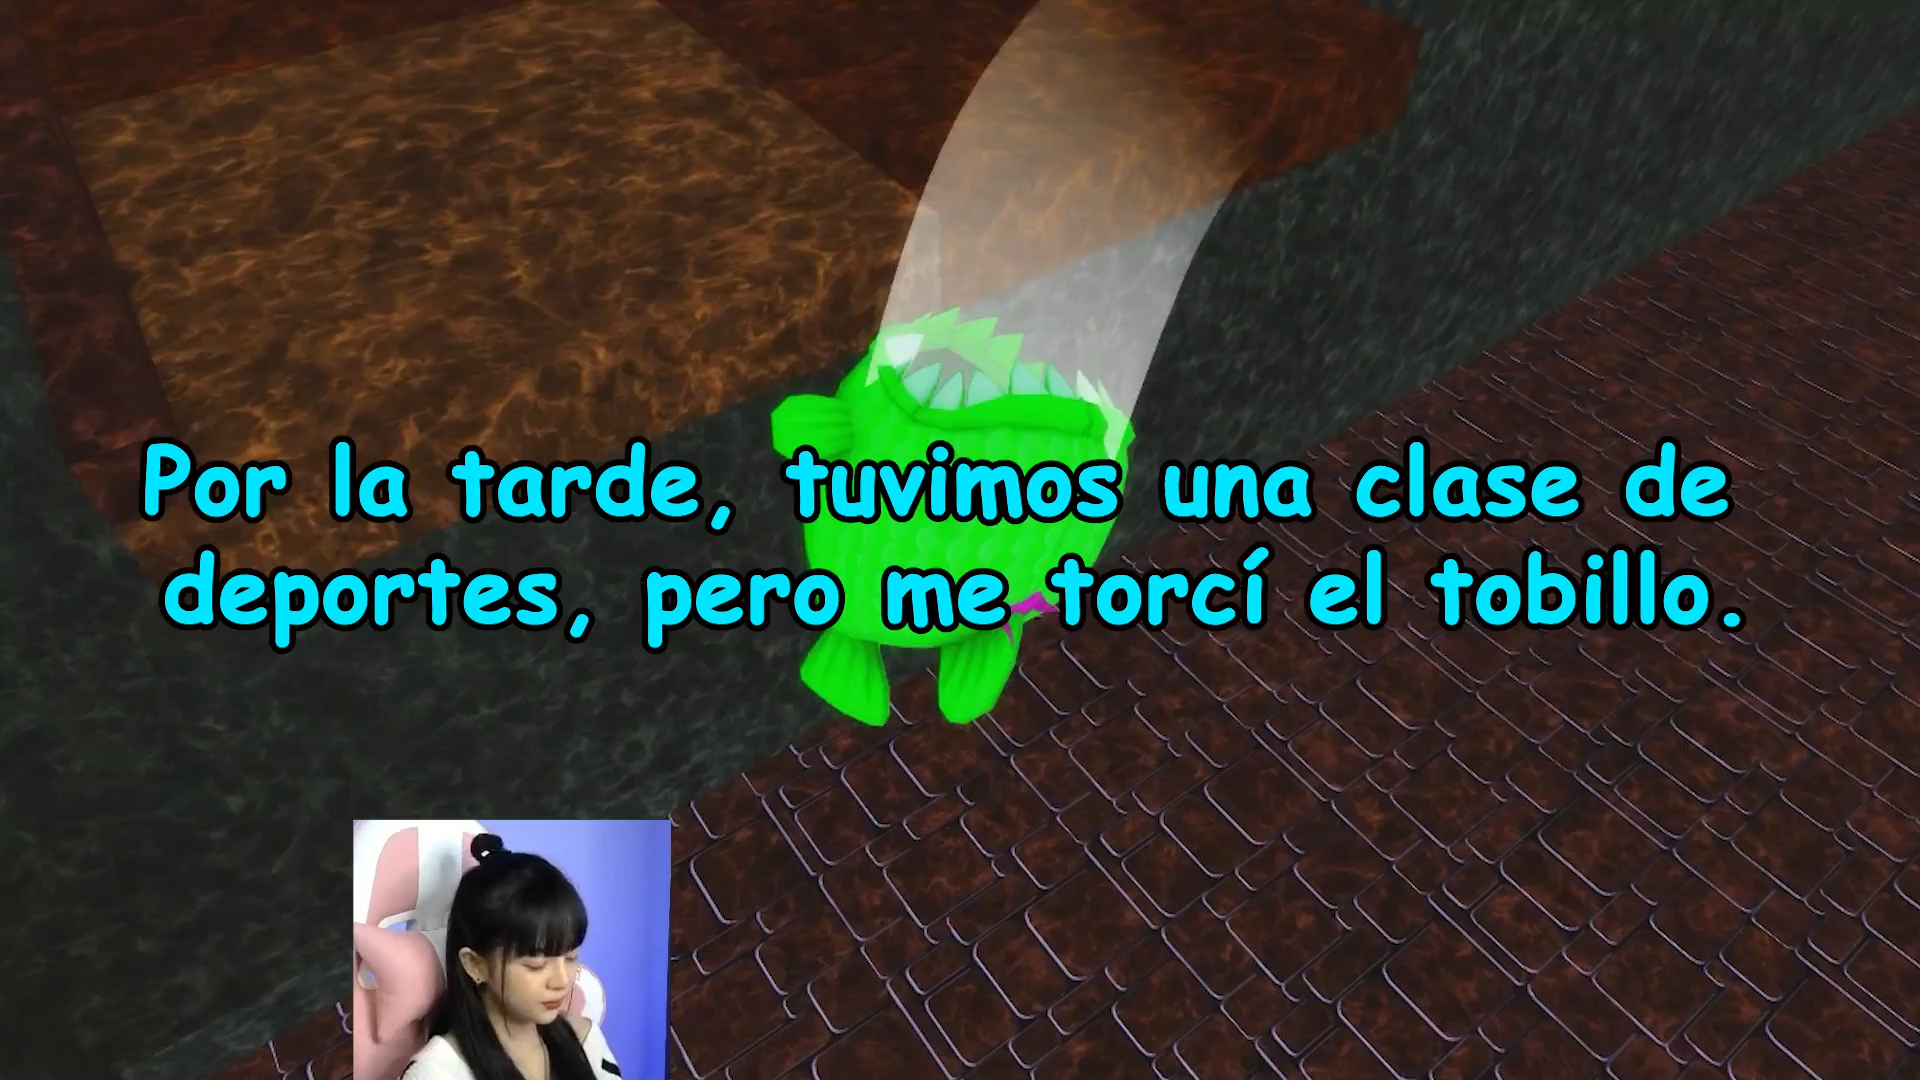 Por la tarde, tuvimos una clase de
deportes, pero me torcí el tobillo.